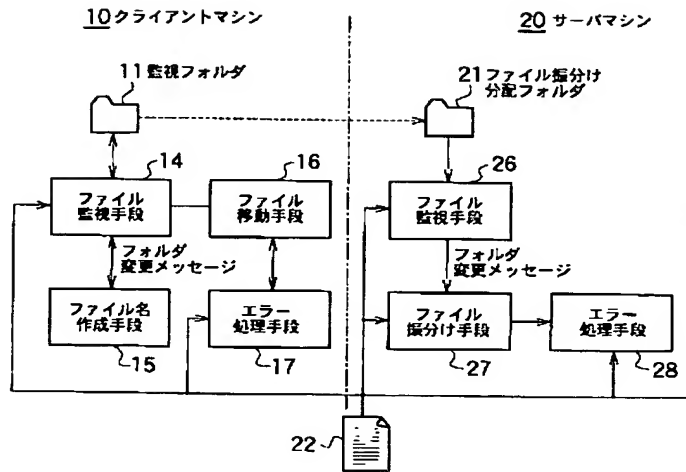 10 クライアントマシン
20 サーバマシン
11 監視フォルダ
21 ファイル振分け
分配フォルダ
14
16
26
ファイル
監視手段
ファイル
移動手段
ファイル
監視手段
フォルダ
変更メッセージ
フォルダ
変更メッセージ
ファイル名
作成手段
エラー
処理手段
ファイル
振分け手段
エラー
処理手段
15
17
27
28
22